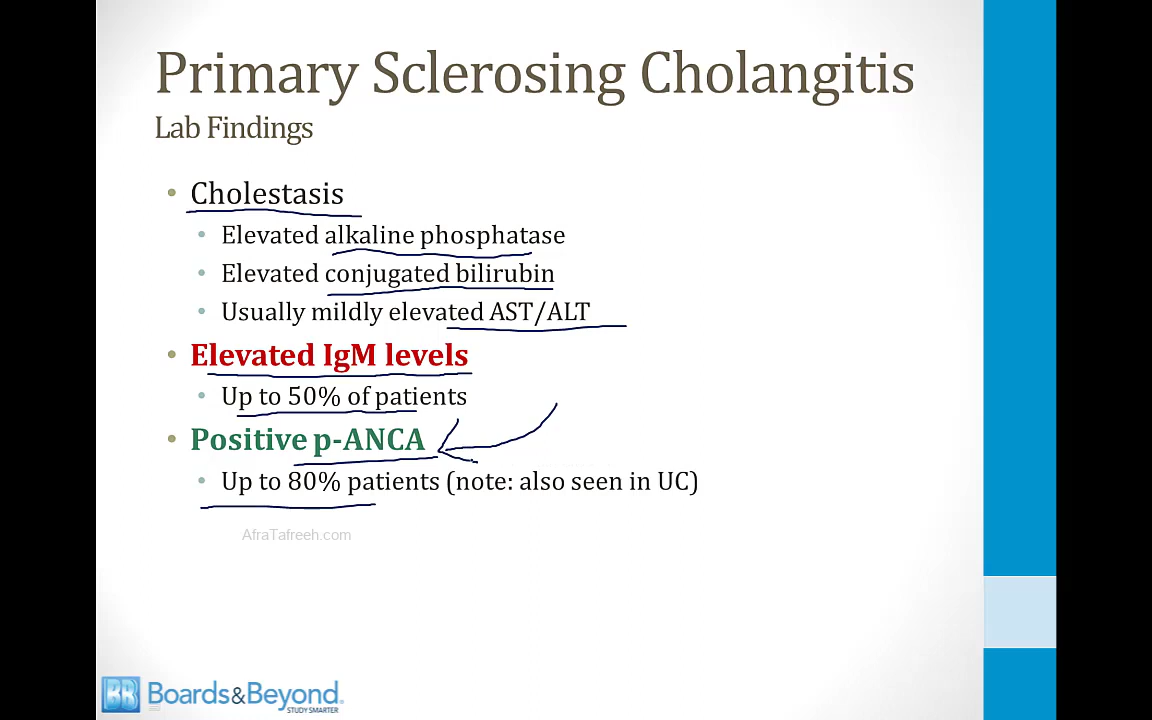 Primary Sclerosing Cholangitis
Lab Findings
• Cholestasis
• Elevated alkaline phosphatase
• Elevated conjugated bilirubin
• Usually mildly elevated AST/ALT
• Elevated IgM levels
• Up to 50% of patients
• Positive p-ANCA
• Up to 80% patients (note: also seen in UC)
AfraTafreeh.com
BB Boards&Beyond.
STUDY SMARTER